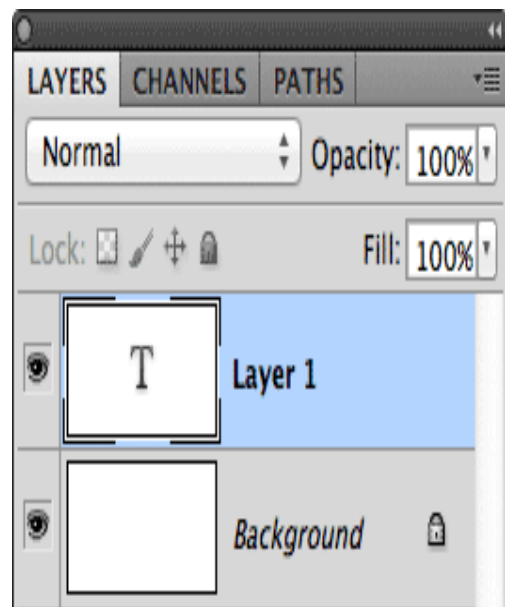 LAYERS CHANNELS PATHS
Normal Opacity: 100%
Lock: Fill: 100%
T Layer 1
Background